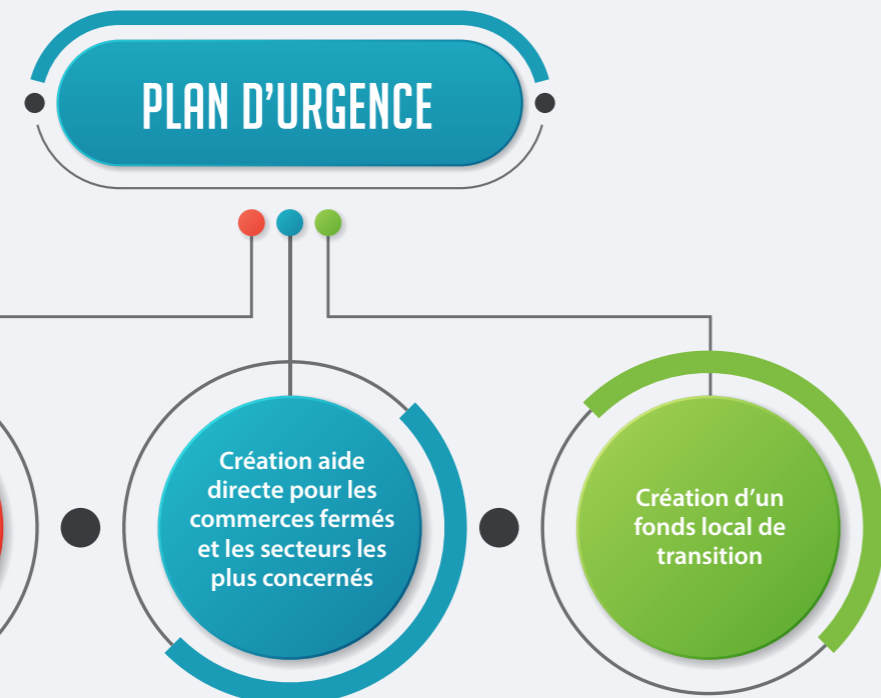 PLAN D'URGENCE
Création aide
directe pour les
commerces fermés
et les secteurs les
plus concernés
Création d'un
fonds local de
transition